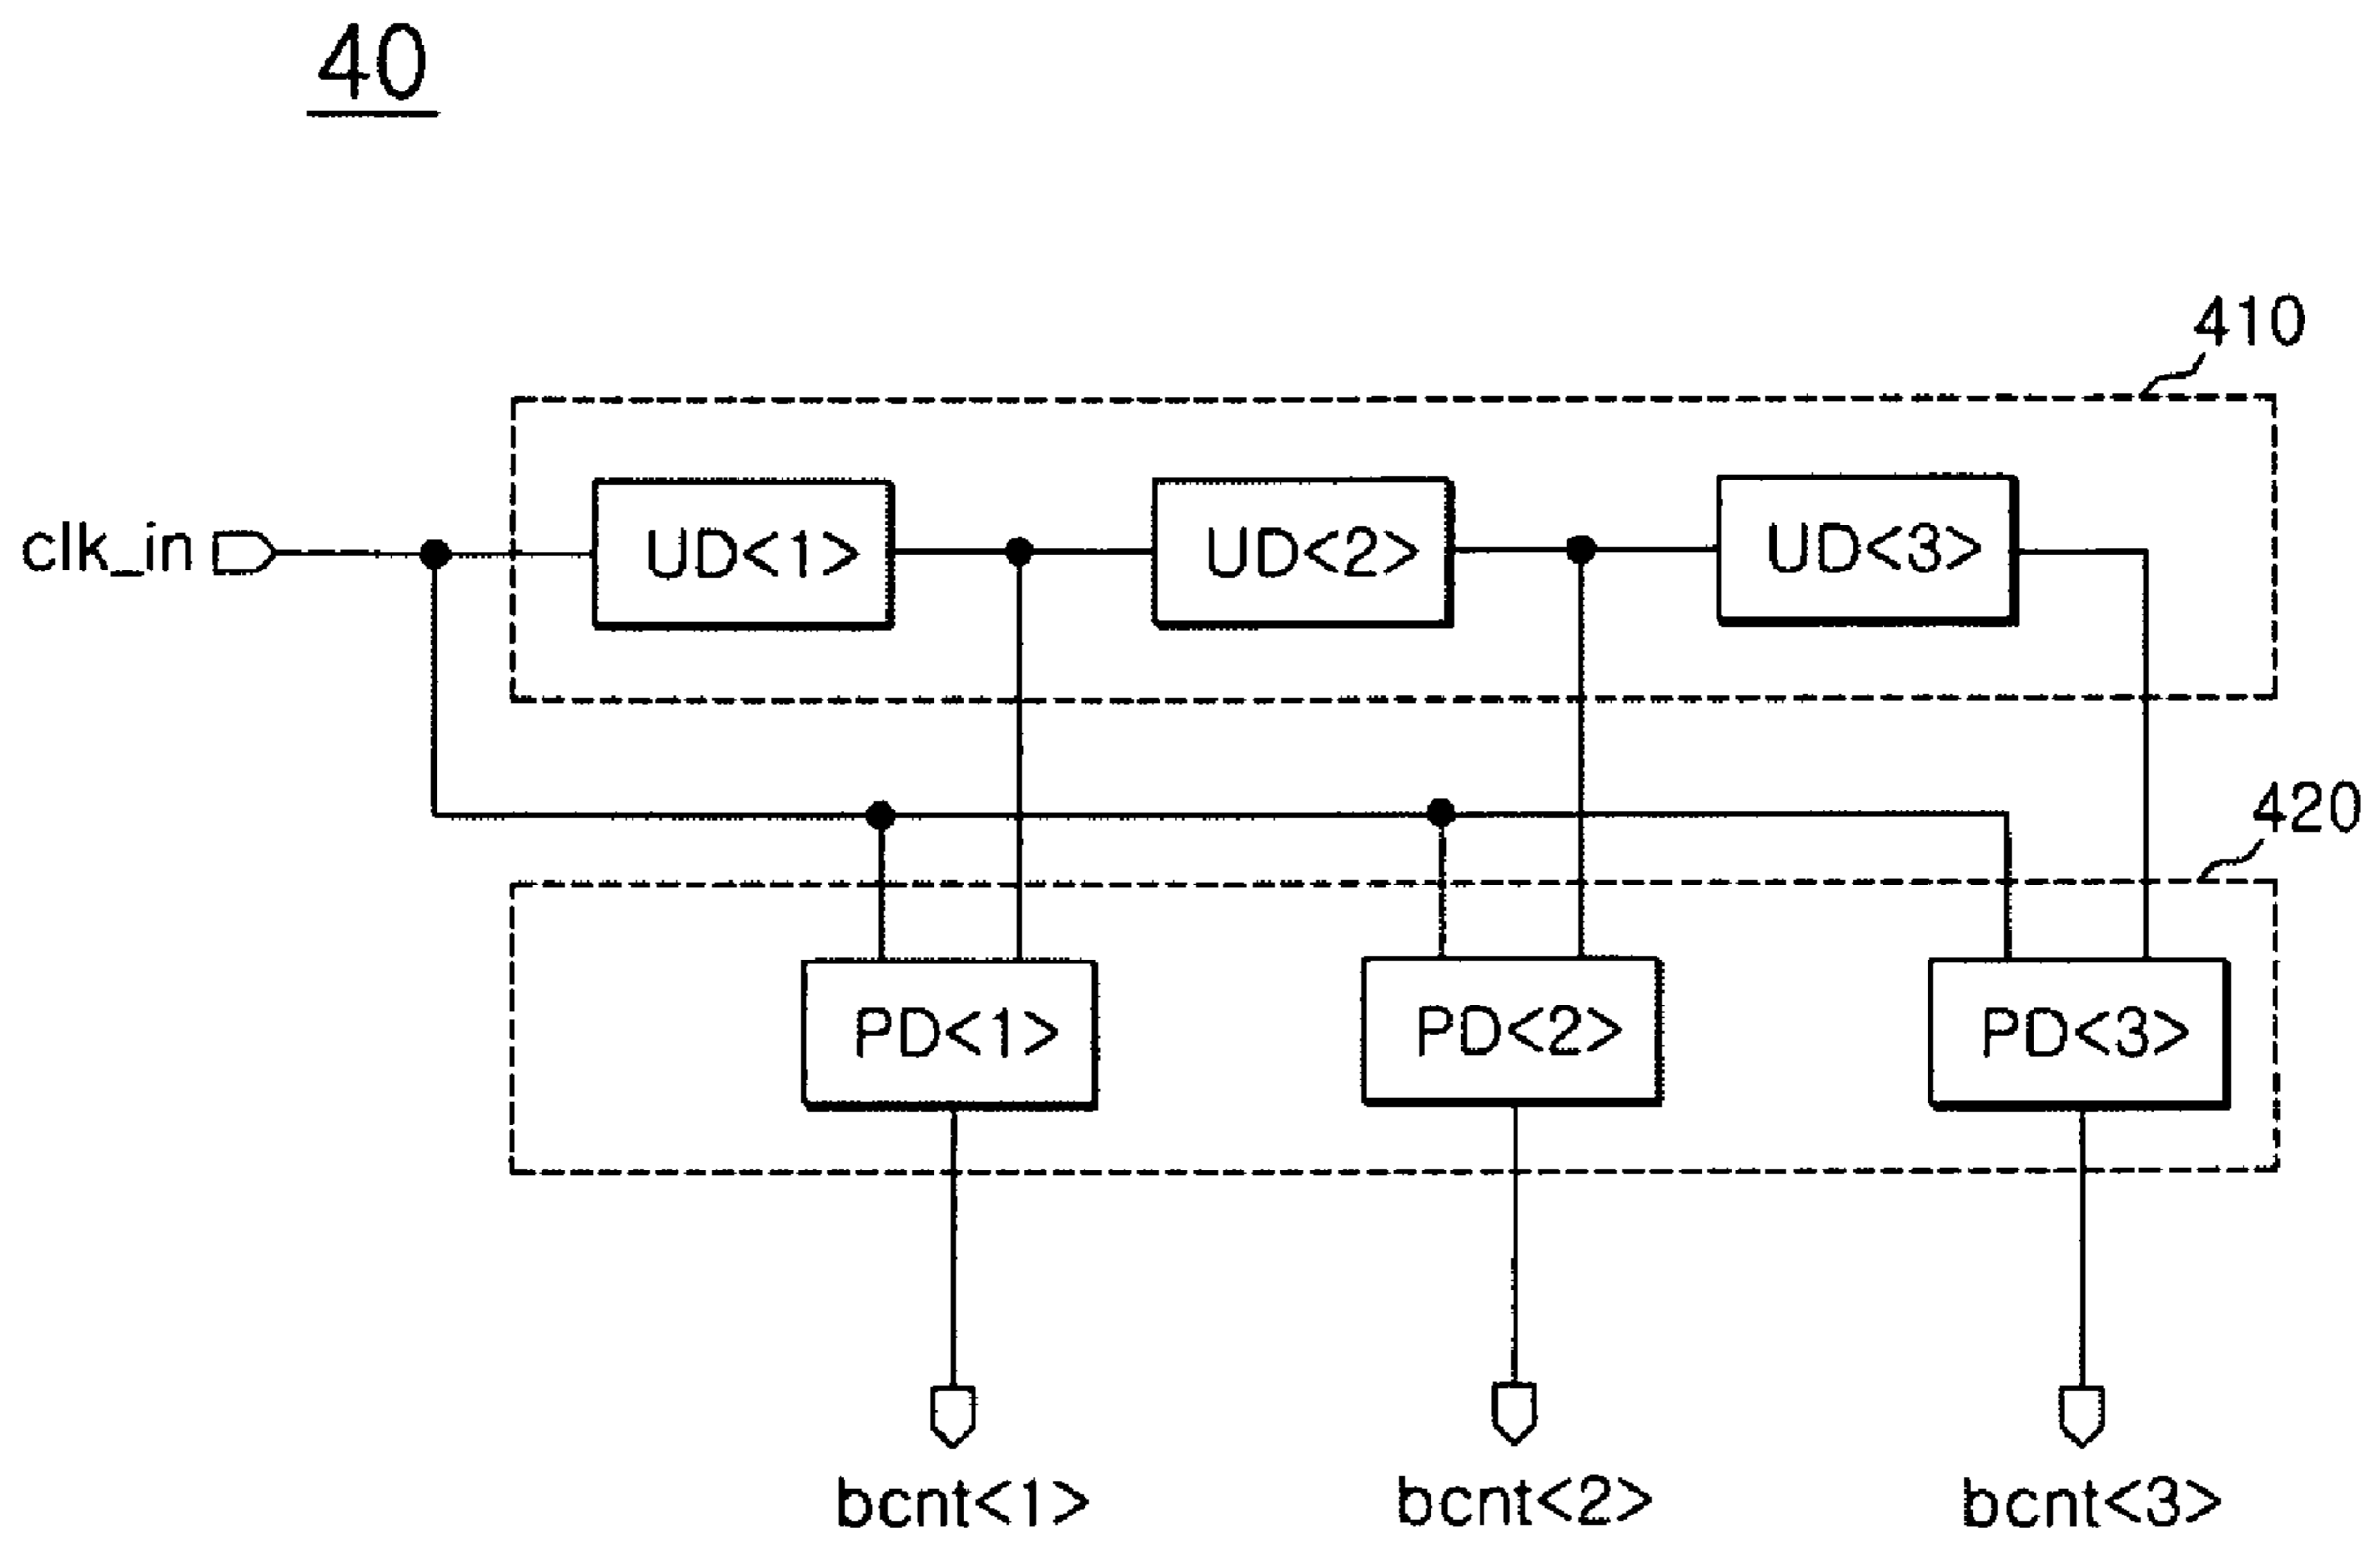 40
410
clk_in
UD<1>
UD<2>
UD<3>
420
PD<1>
PD<2>
PD<3>
bcnt<1>
bcnt<2>
bcnt<3>